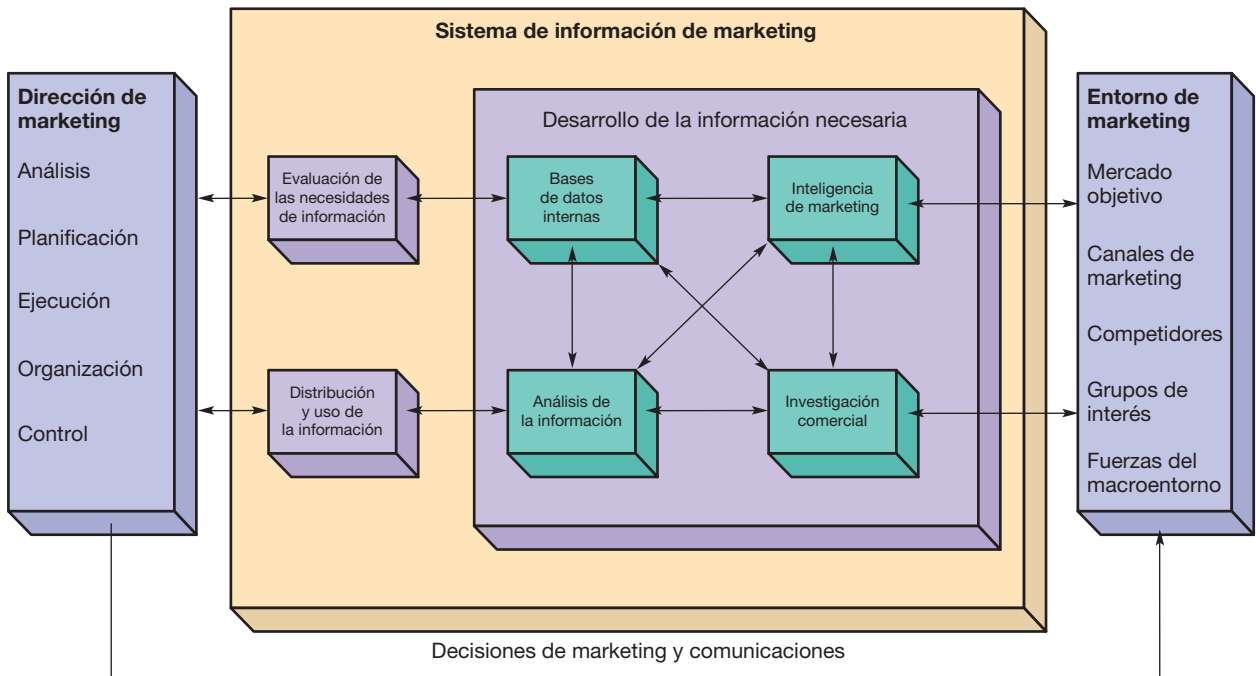 Sistema de información de marketing
Dirección de
marketing
Análisis
Planificación
Ejecución
Organización
Control
Evaluación de
las necesidades
de información
Distribución
y uso de
la información
Desarrollo de la información necesaria
Bases
de datos
internas
Inteligencia
de marketing
Análisis de
la información
Investigación
comercial
Entorno de
marketing
Mercado
objetivo
Canales de
marketing
Competidores
Grupos de
interés
Fuerzas del
macroentorno
Decisiones de marketing y comunicaciones